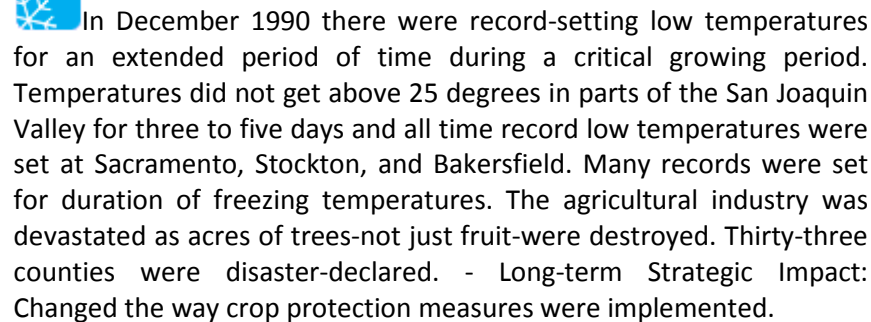 In December 1990 there were record-setting low temperatures
for an extended period of time during a critical growing period.
Temperatures did not get above 25 degrees in parts of the San Joaquin
Valley for three to five days and all time record low temperatures were
set at Sacramento, Stockton, and Bakersfield. Many records were set
for duration of freezing temperatures. The agricultural industry was
devastated as acres of trees-not just fruit-were destroyed. Thirty-three
counties were disaster-declared. - Long-term Strategic Impact:
Changed the way crop protection measures were implemented.